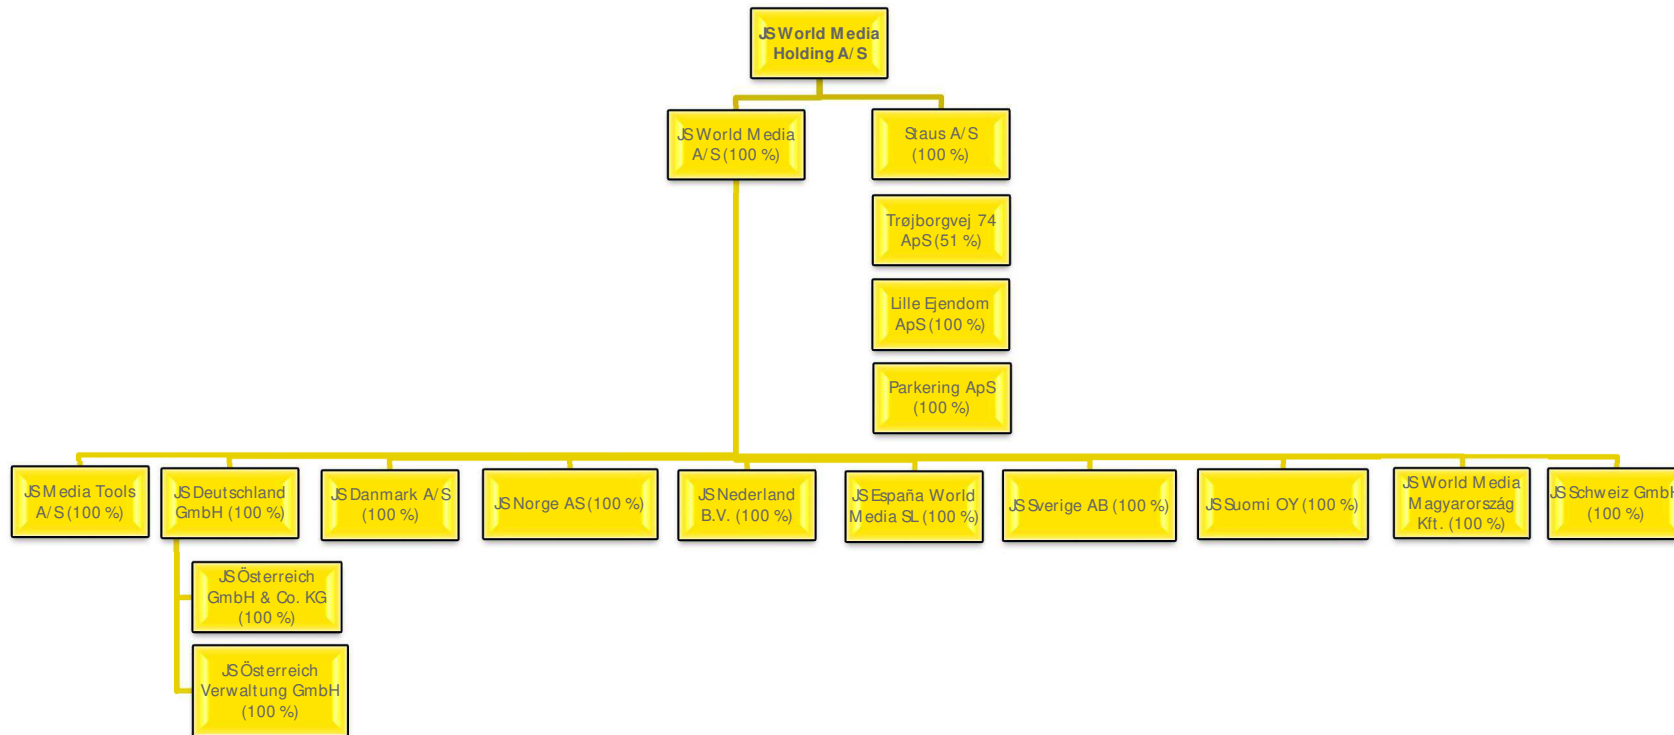 JS World Media
Holding A/S
JS World Media
A/S (100 %)
Staus A/S
(100 %)
Trøjborgvej 74
ApS (51 %)
Lille Ejendom
ApS (100 %)
Parkering ApS
(100 %)
JS Media Tools
A/S (100 %)
JS Deutschland
GmbH (100 %)
JS Danmark A/S
(100 %)
JS Norge AS (100 %)
JS Nederland
B.V. (100 %)
JS España World
Media SL (100 %)
JS Sverige AB (100 %)
JS Suomi OY (100 %)
JS World Media
Magyarország
Kft. (100 %)
JS Schweiz GmbH
(100 %)
JS Österreich
GmbH & Co. KG
(100 %)
JS Österreich
Verwaltung GmbH
(100 %)